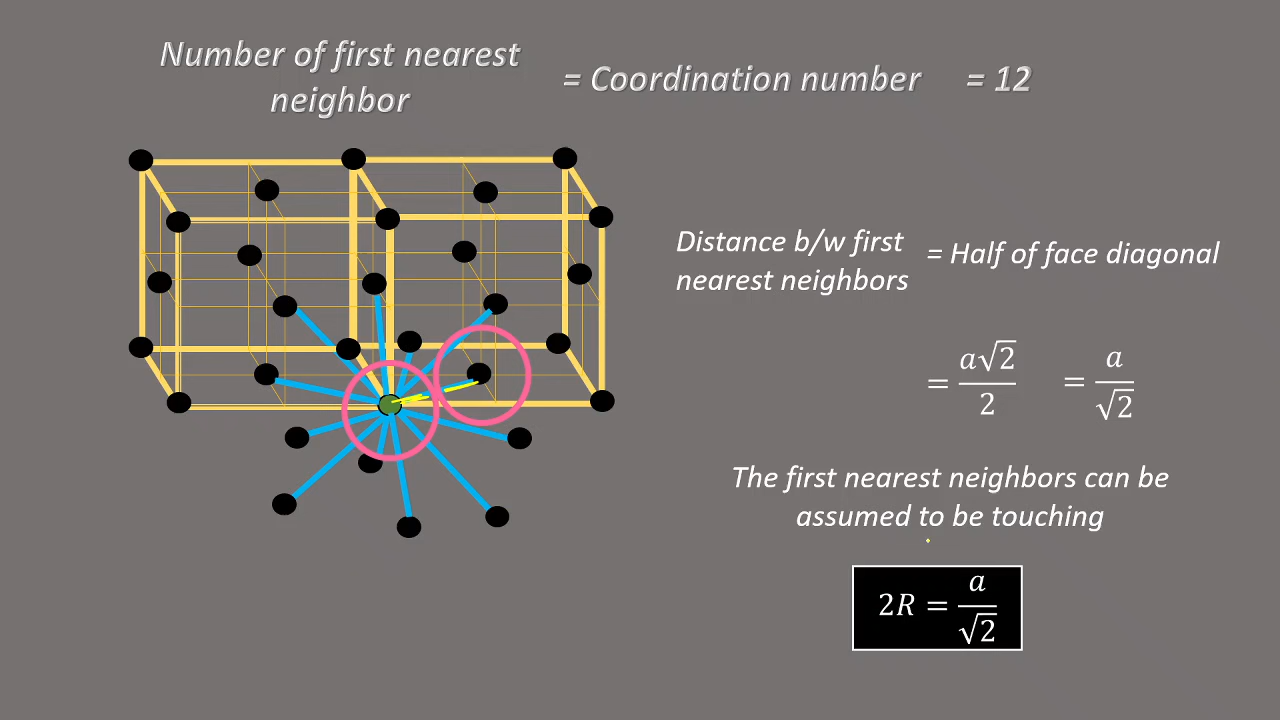 Number of first nearest
neighbor
= Coordination number = 12
Distance b/w first
nearest neighbors
= Half of face diagonal
= a√2/2 = a/√2
The first nearest neighbors can be
assumed to be touching
2R = a/√2